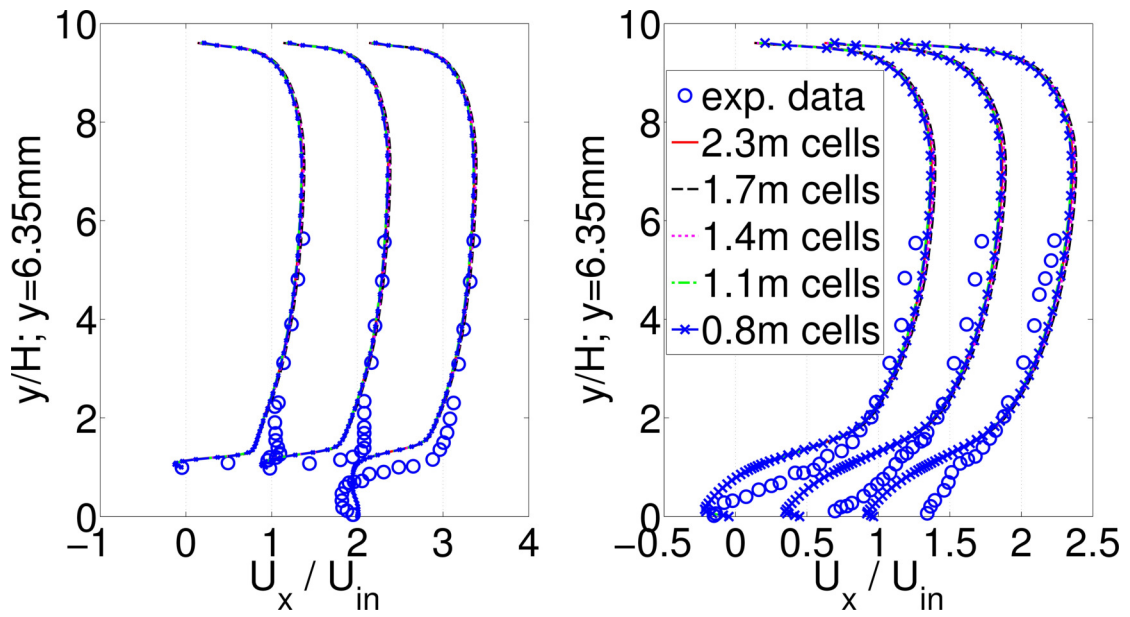 10
8
6
4
2
0
−1
0
1
2
3
4
y/H; y=6.35mm
U_x / U_in
10
8
6
4
2
0
−0.5
0
0.5
1
1.5
2
2.5
y/H; y=6.35mm
U_x / U_in
exp. data
2.3m cells
1.7m cells
1.4m cells
1.1m cells
0.8m cells